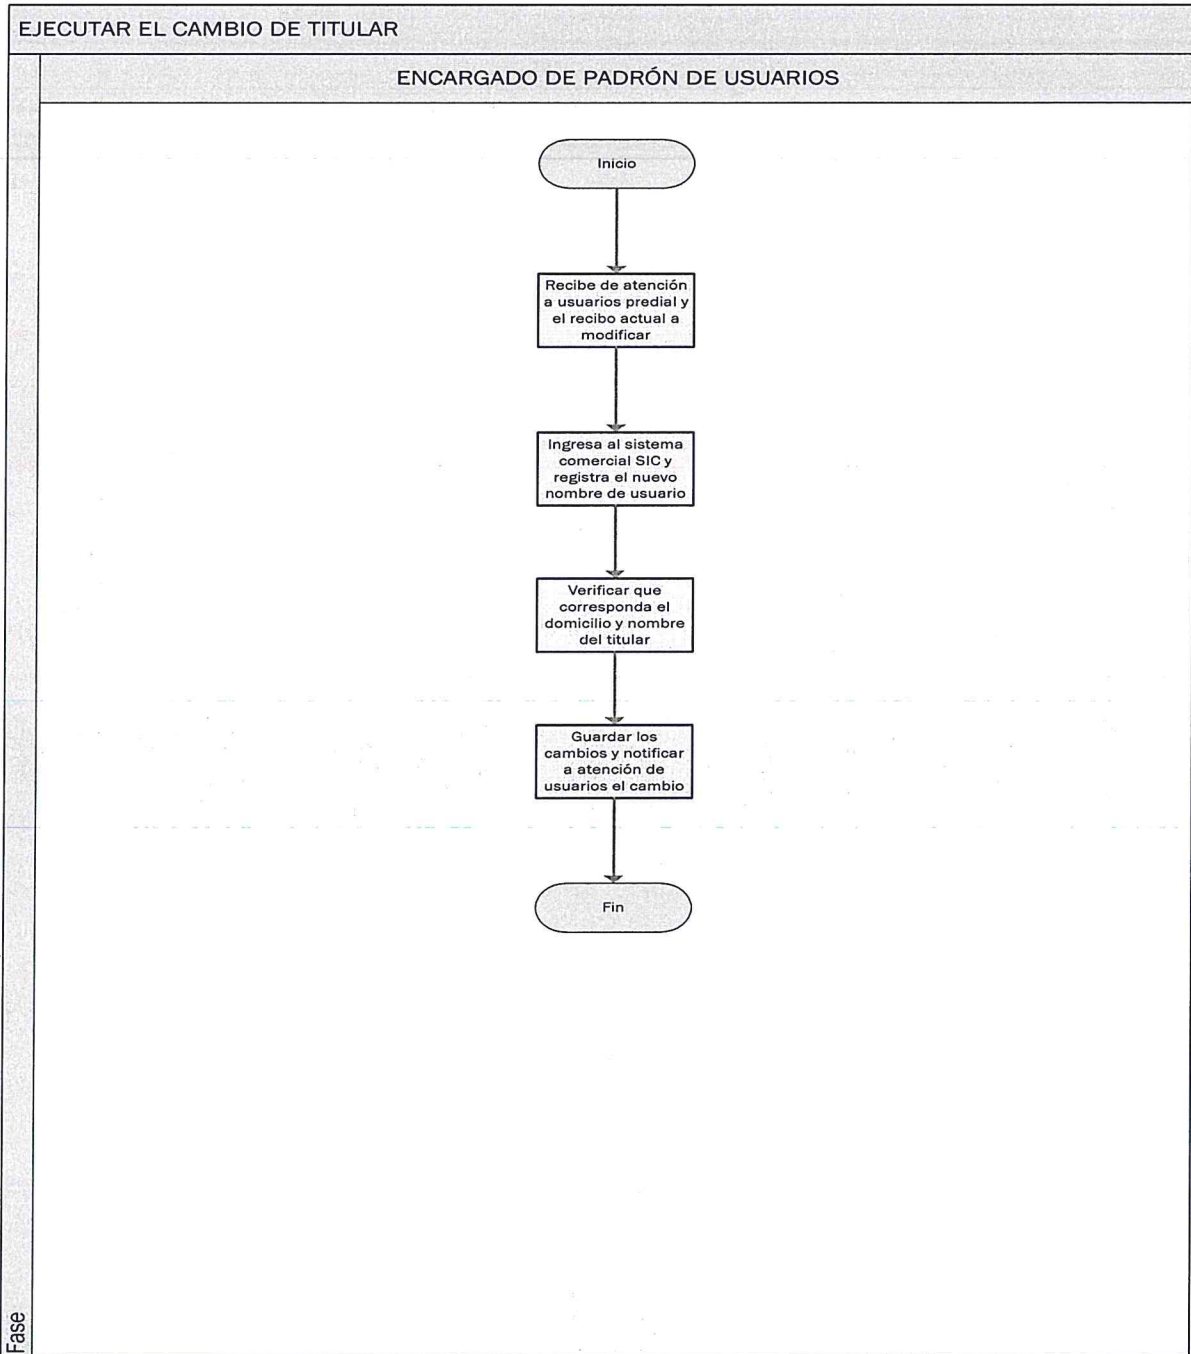 EJECUTAR EL CAMBIO DE TITULAR
ENCARGADO DE PADRÓN DE USUARIOS
Inicio
Recibe de atención
a usuarios predial y
el recibo actual a
modificar
Ingresa al sistema
comercial SIC y
registra el nuevo
nombre de usuario
Verificar que
corresponda el
domicilio y nombre
del titular
Guardar los
cambios y notificar
a atención de
usuarios el cambio
Fin
Fase